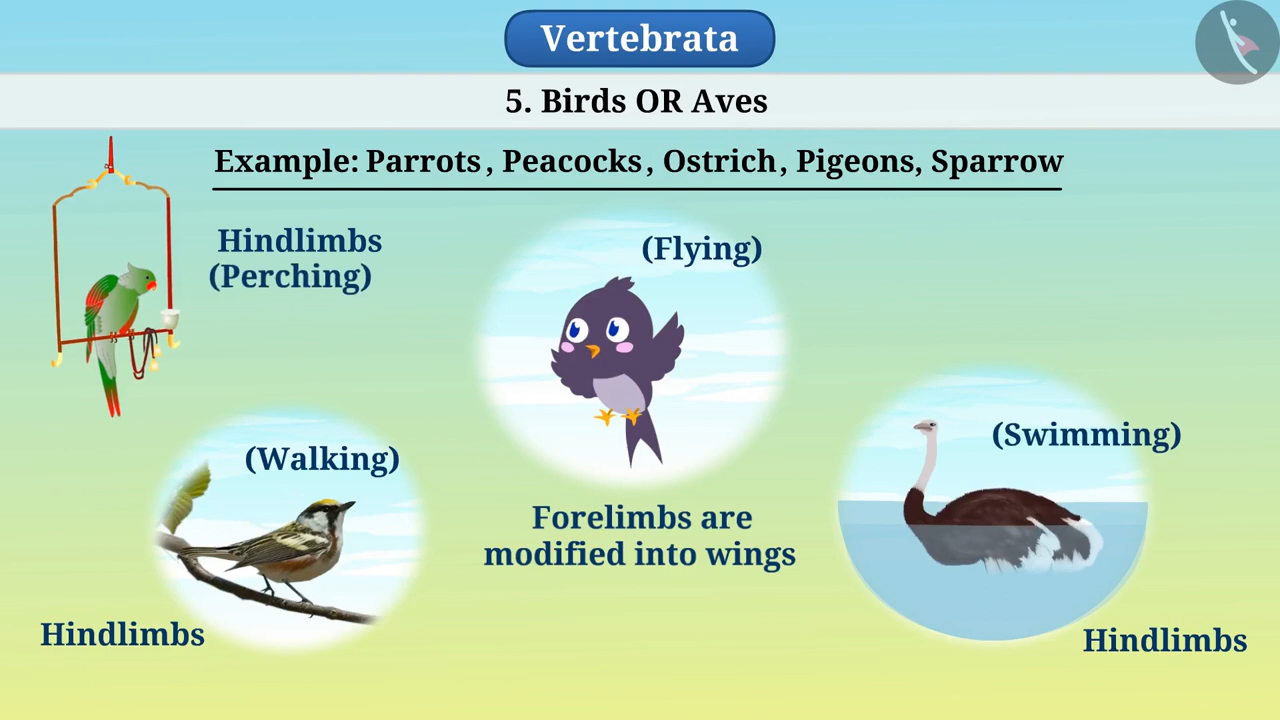 Vertebrata
5. Birds OR Aves
Example: Parrots, Peacocks, Ostrich, Pigeons, Sparrow
Hindlimbs
(Perching)
(Flying)
(Walking)
(Swimming)
Forelimbs are
modified into wings
Hindlimbs
Hindlimbs